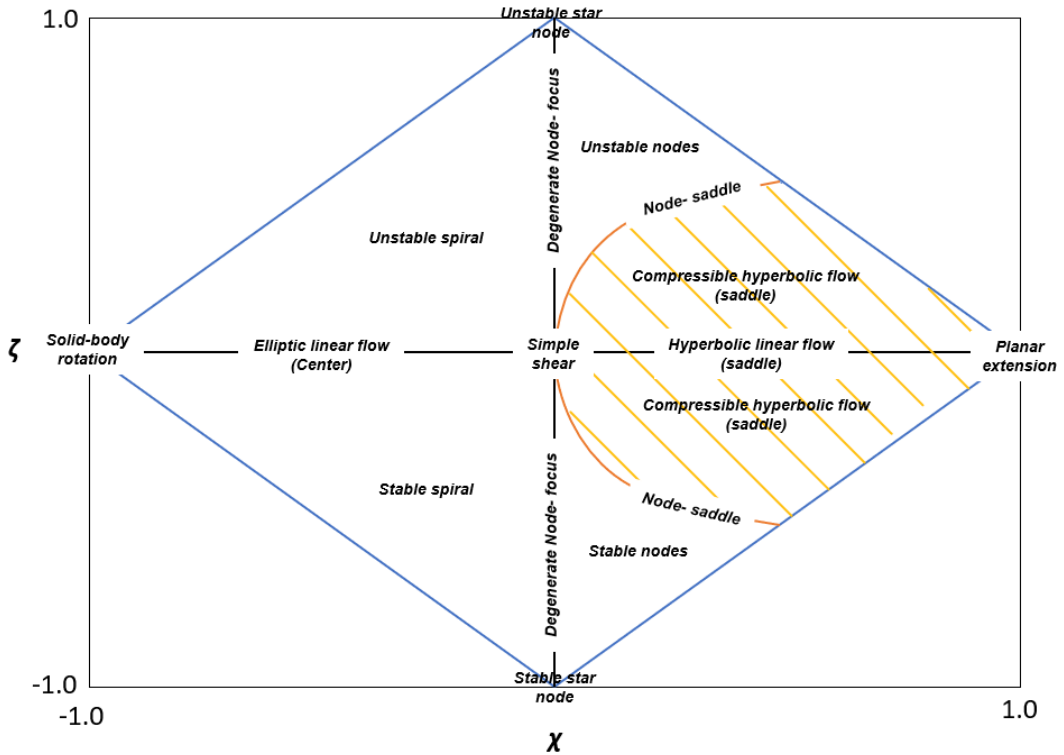 1.0
Unstable star
node
Degenerate Node- focus
Unstable nodes
Node- saddle
Unstable spiral
Compressible hyperbolic flow
(saddle)
ζ
Solid-body
rotation
Elliptic linear flow
(Center)
Simple
shear
Hyperbolic linear flow
(saddle)
Planar
extension
Compressible hyperbolic flow
(saddle)
Stable spiral
Degenerate Node- focus
Node- saddle
Stable nodes
-1.0
Stable star
node
-1.0
1.0
χ